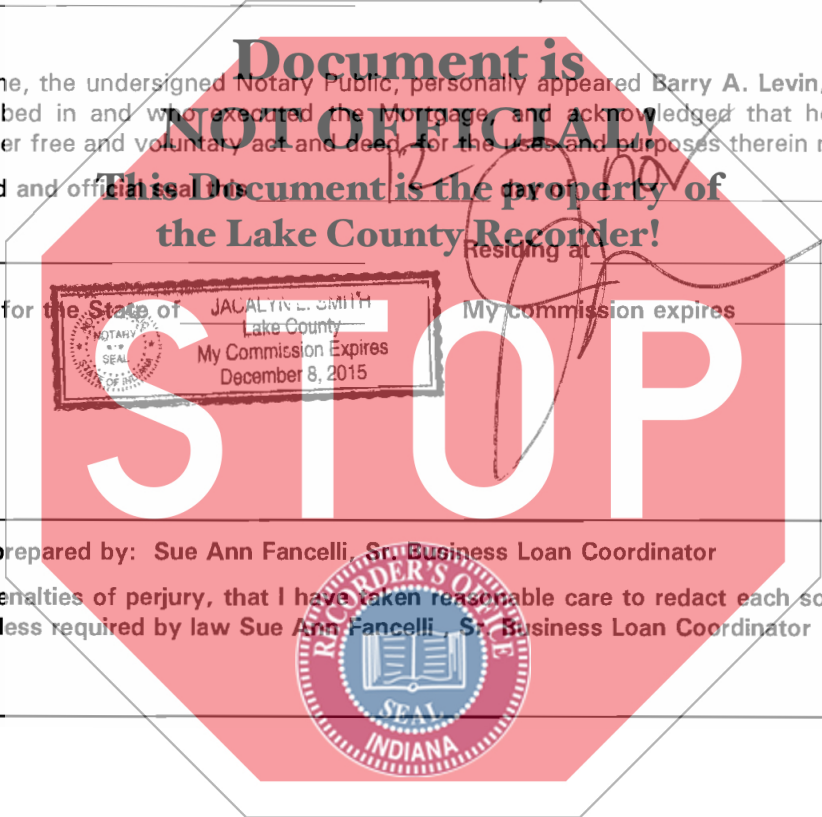 Document is
ne, the undersigned Notary Public, personally appeared Barry A. Levin,
bed in and who executed the Mortgage, and acknowledged that he
NOT OFFICIAL!
er free and voluntary act and deed, for the uses and purposes therein
d and official seal this 12 day of Nov
This Document is the property of
the Lake County Recorder!
Residing at
for the State of
My commission expires
JACALYN L. SMITH
Lake County
My Commission Expires
December 8, 2015
NOTARY
SEAL
STATE OF INDIANA
STOP
prepared by: Sue Ann Fancelli, Sr. Business Loan Coordinator
enalties of perjury, that I have taken reasonable care to redact each so
less required by law Sue Ann Fancelli, Sr. Business Loan Coordinator
RECORDER'S OFFICE
SEAL
INDIANA